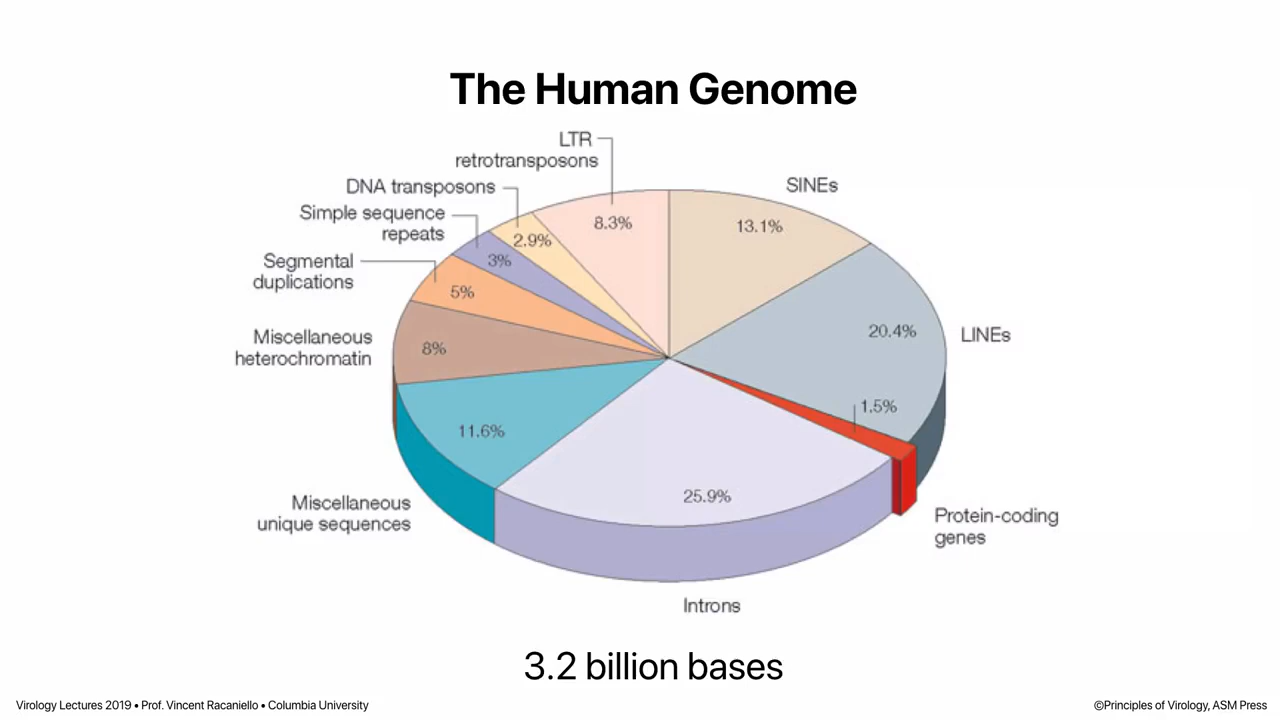 The Human Genome
LTR
retrotransposons
DNA transposons
Simple sequence
repeats
Segmental
duplications
Miscellaneous
heterochromatin
Miscellaneous
unique sequences
SINEs
LINEs
Protein-coding
genes
Introns
8.3%
13.1%
2.9%
3%
5%
8%
11.6%
25.9%
1.5%
20.4%
3.2 billion bases
Virology Lectures 2019 • Prof. Vincent Racaniello • Columbia University
©Principles of Virology, ASM Press